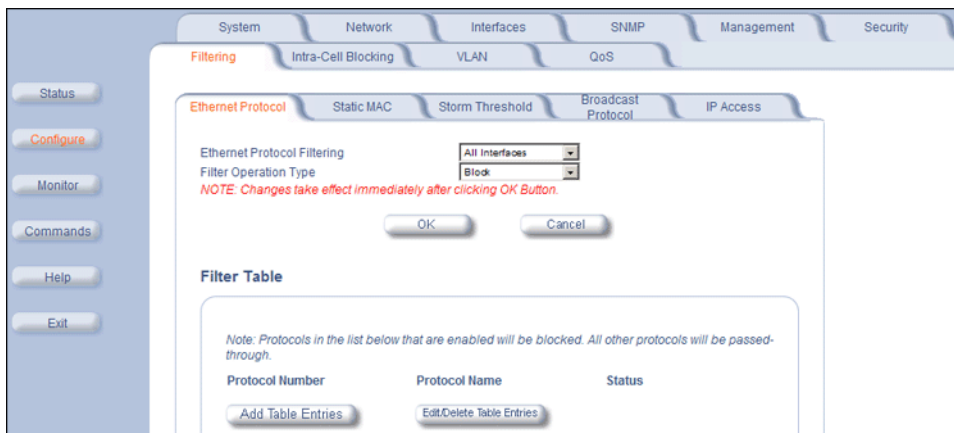 System Network Interfaces SNMP Management Security
Filtering Intra-Cell Blocking VLAN QoS
Status
Configure
Monitor
Commands
Help
Exit
Ethernet Protocol Static MAC Storm Threshold Broadcast Protocol IP Access
Ethernet Protocol Filtering All Interfaces
Filter Operation Type Block
NOTE: Changes take effect immediately after clicking OK Button.
OK Cancel
Filter Table
Note: Protocols in the list below that are enabled will be blocked. All other protocols will be passed-
through.
Protocol Number Protocol Name Status
Add Table Entries Edit/Delete Table Entries